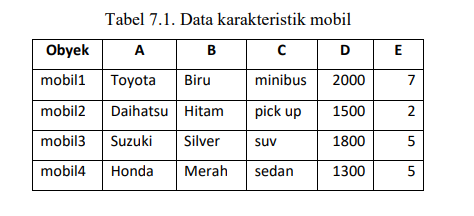 Tabel 7.1. Data karakteristik mobil
Obyek A B C D E
mobil1 Toyota Biru minibus 2000 7
mobil2 Daihatsu Hitam pick up 1500 2
mobil3 Suzuki Silver suv 1800 5
mobil4 Honda Merah sedan 1300 5